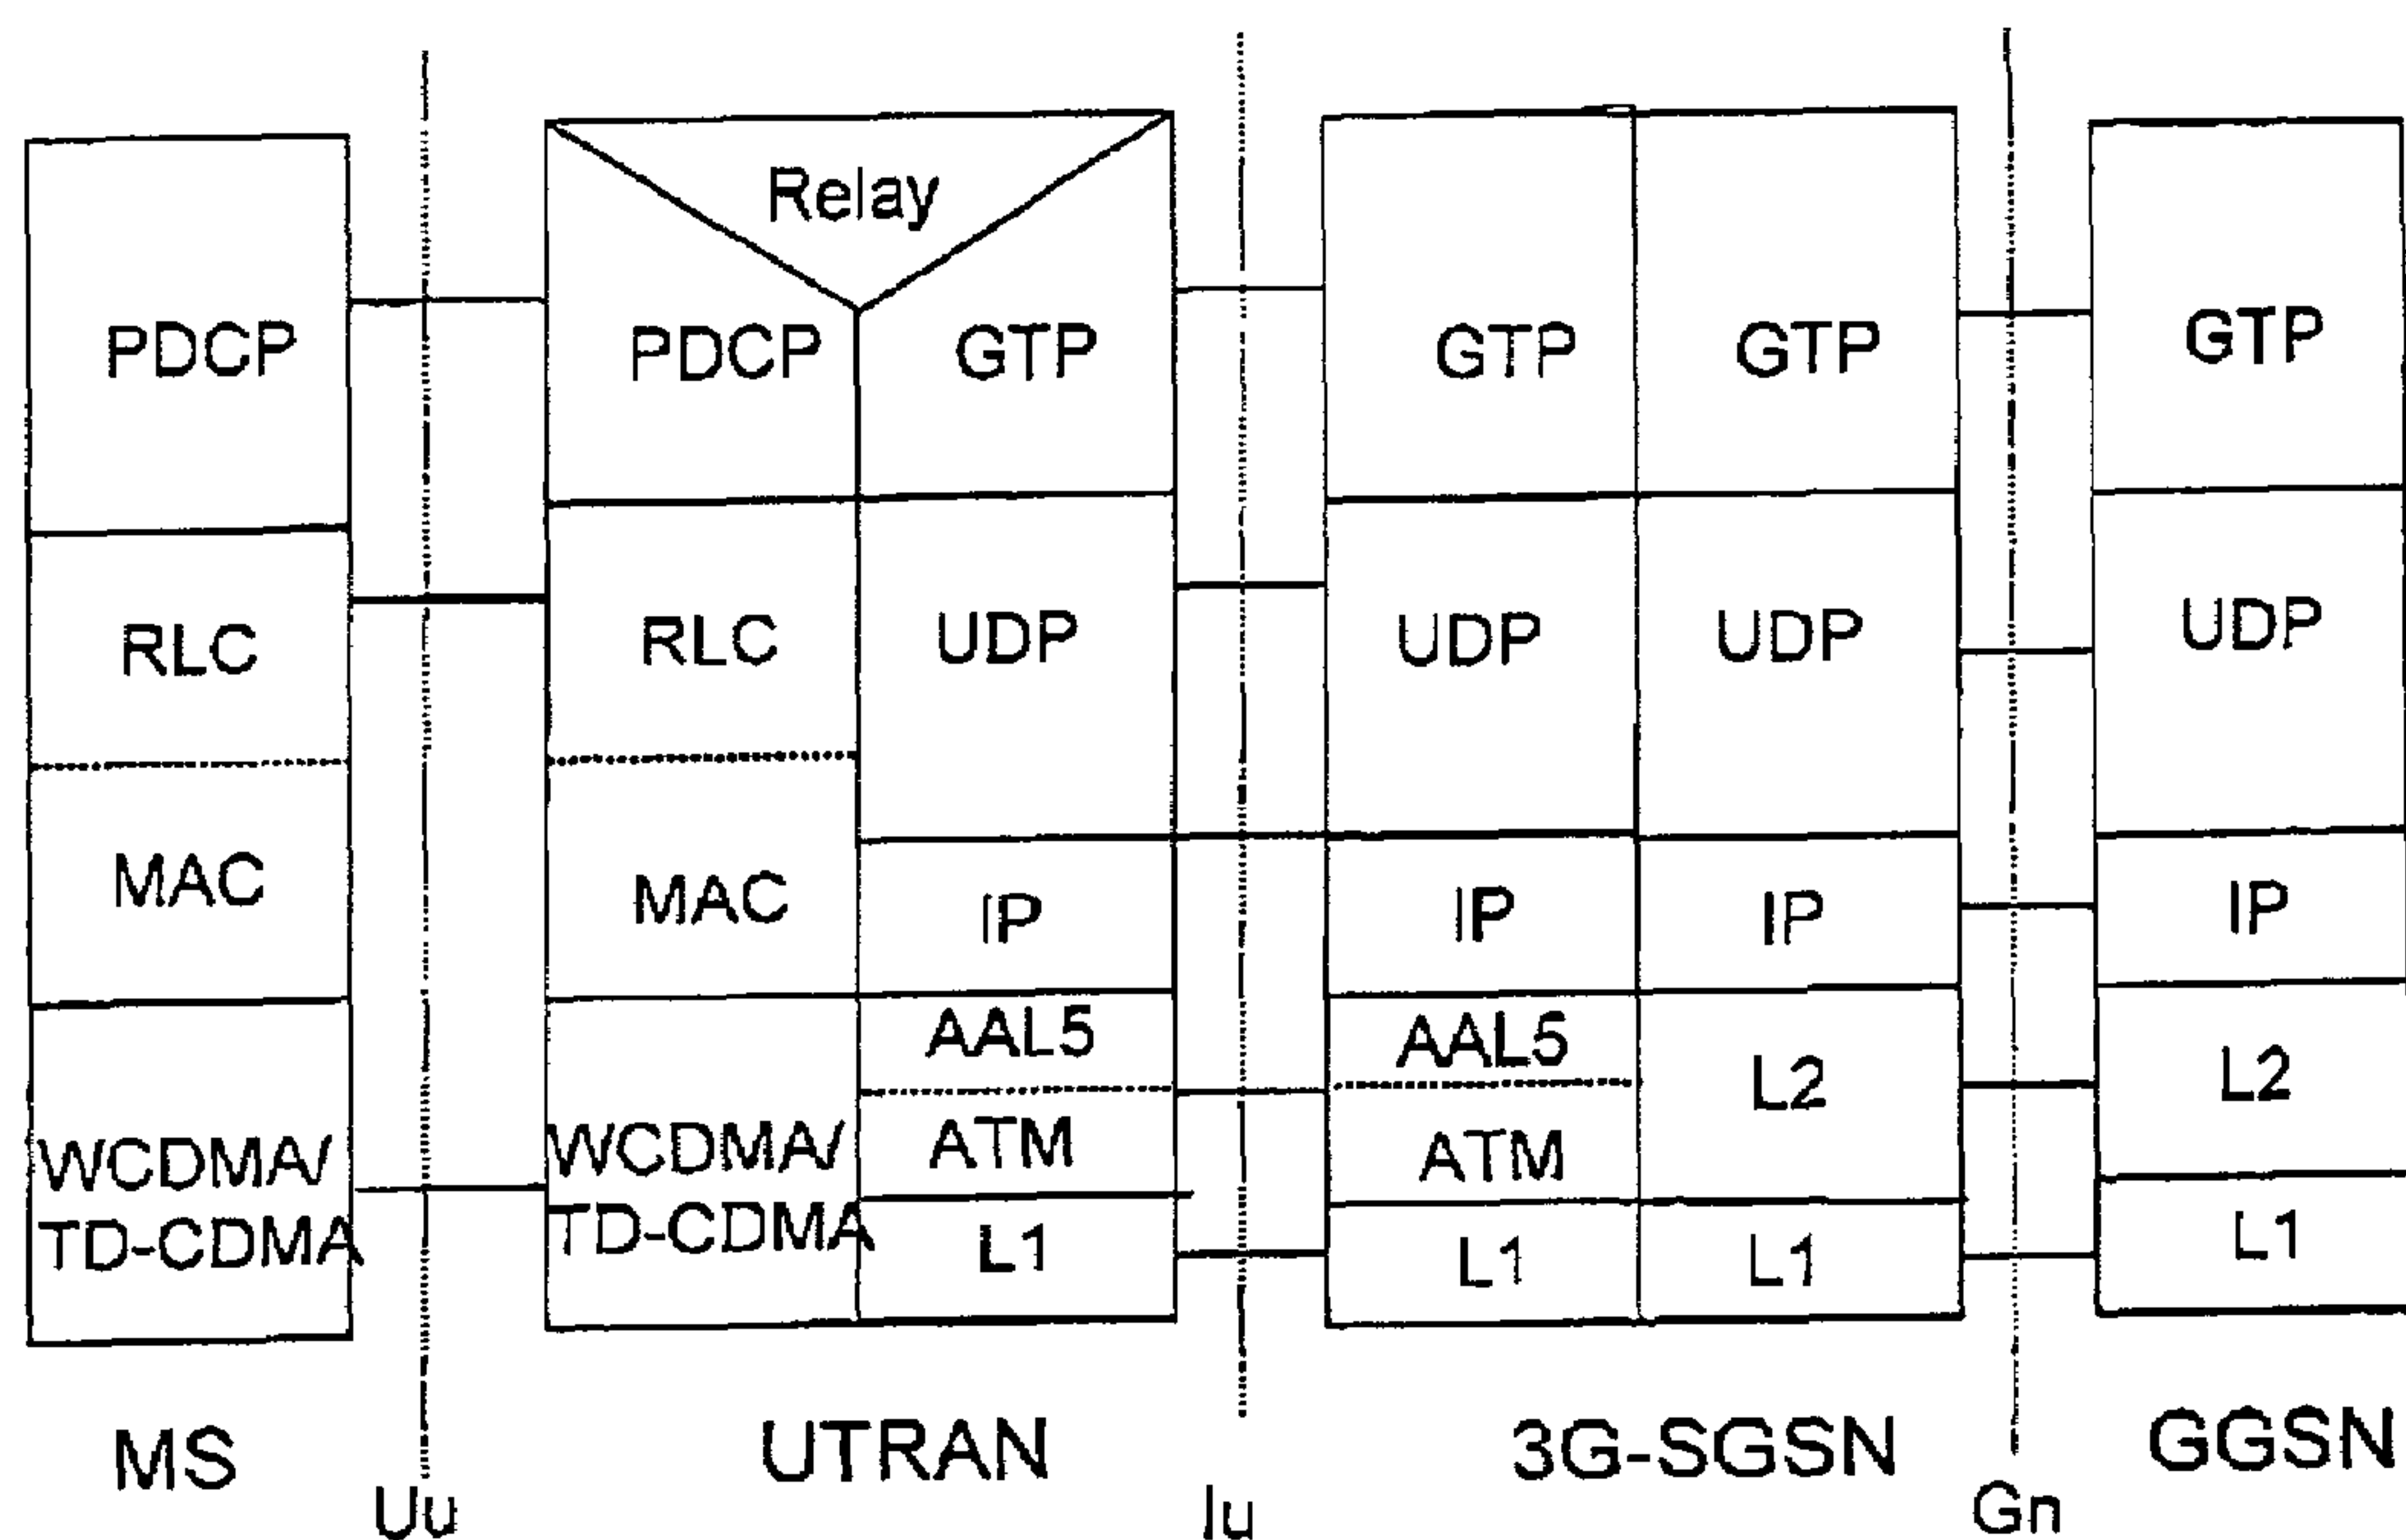 Relay
PDCP
PDCP
GTP
GTP
GTP
GTP
RLC
RLC
UDP
UDP
UDP
UDP
MAC
MAC
IP
IP
IP
IP
AAL5
AAL5
L2
L2
WCDMA/
TD-CDMA
WCDMA/
TD-CDMA
ATM
ATM
L1
L1
L1
L1
MS
UTRAN
3G-SGSN
GGSN
Uu
Iu
Gn